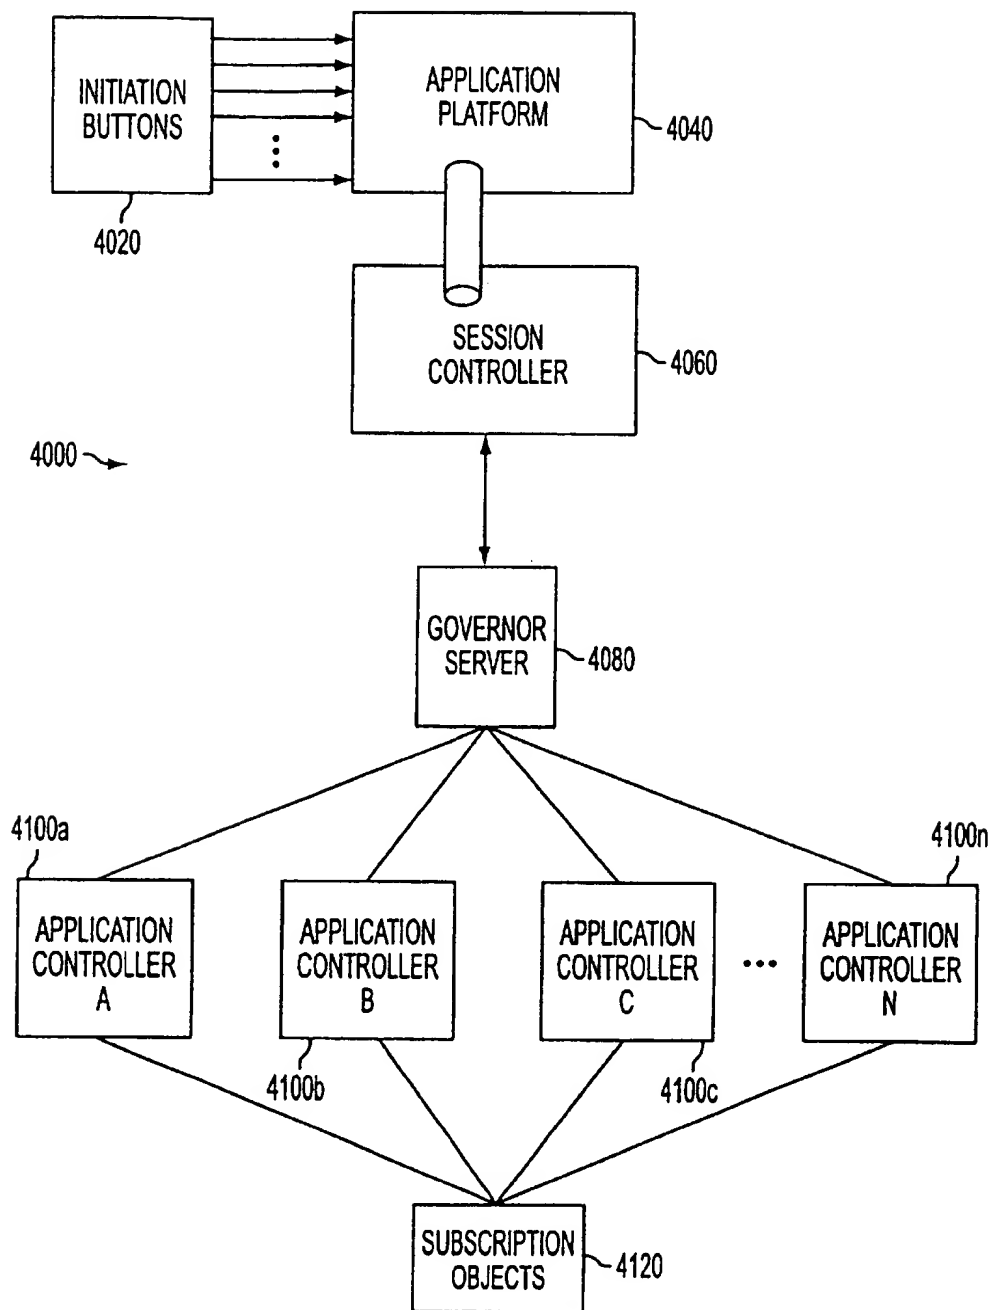 INITIATION
BUTTONS
4020
APPLICATION
PLATFORM
4040
SESSION
CONTROLLER
4060
4000
GOVERNOR
SERVER
4080
4100a
APPLICATION
CONTROLLER
A
APPLICATION
CONTROLLER
B
4100b
APPLICATION
CONTROLLER
C
4100c
4100n
APPLICATION
CONTROLLER
N
SUBSCRIPTION
OBJECTS
4120